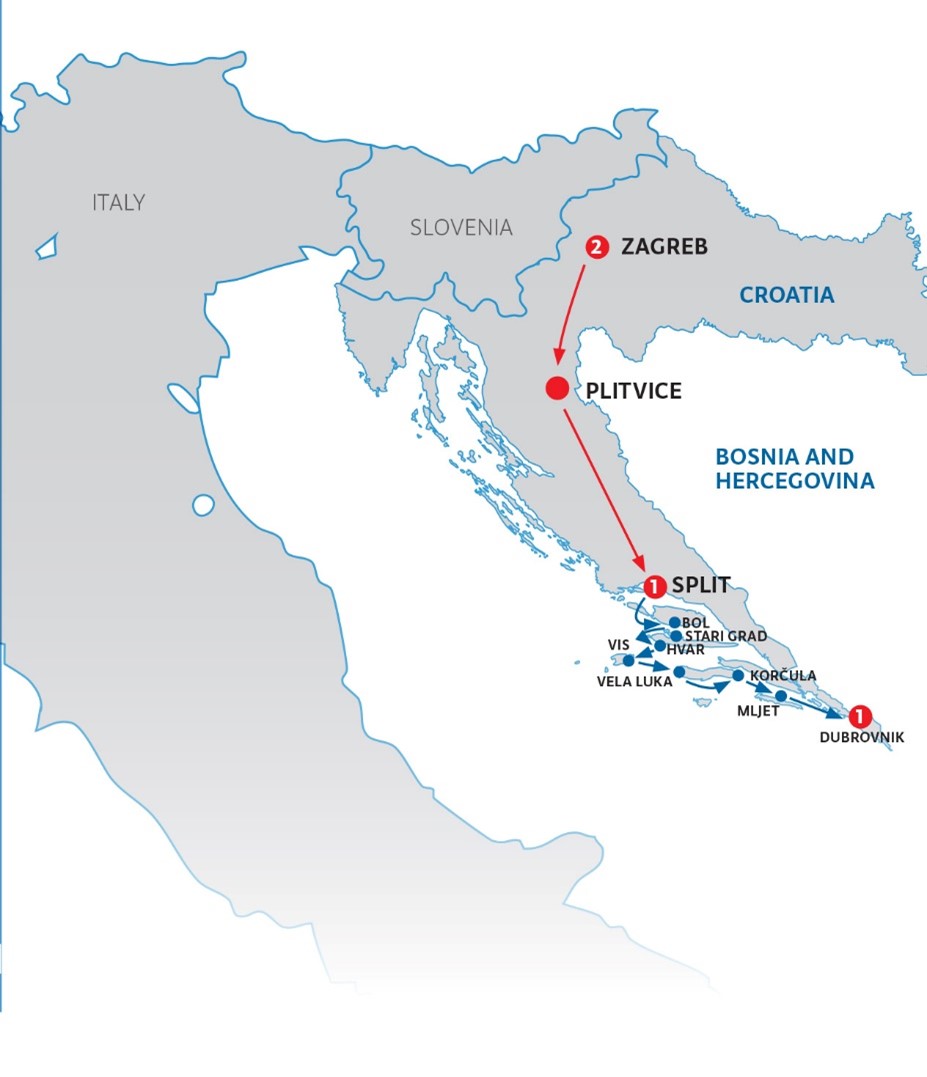 ITALY
SLOVENIA
2 ZAGREB
CROATIA
PLITVICE
BOSNIA AND
HERCEGOVINA
1 SPLIT
BOL
STARI GRAD
VIS
HVAR
VELA LUKA
KORČULA
MLJET
1
DUBROVNIK